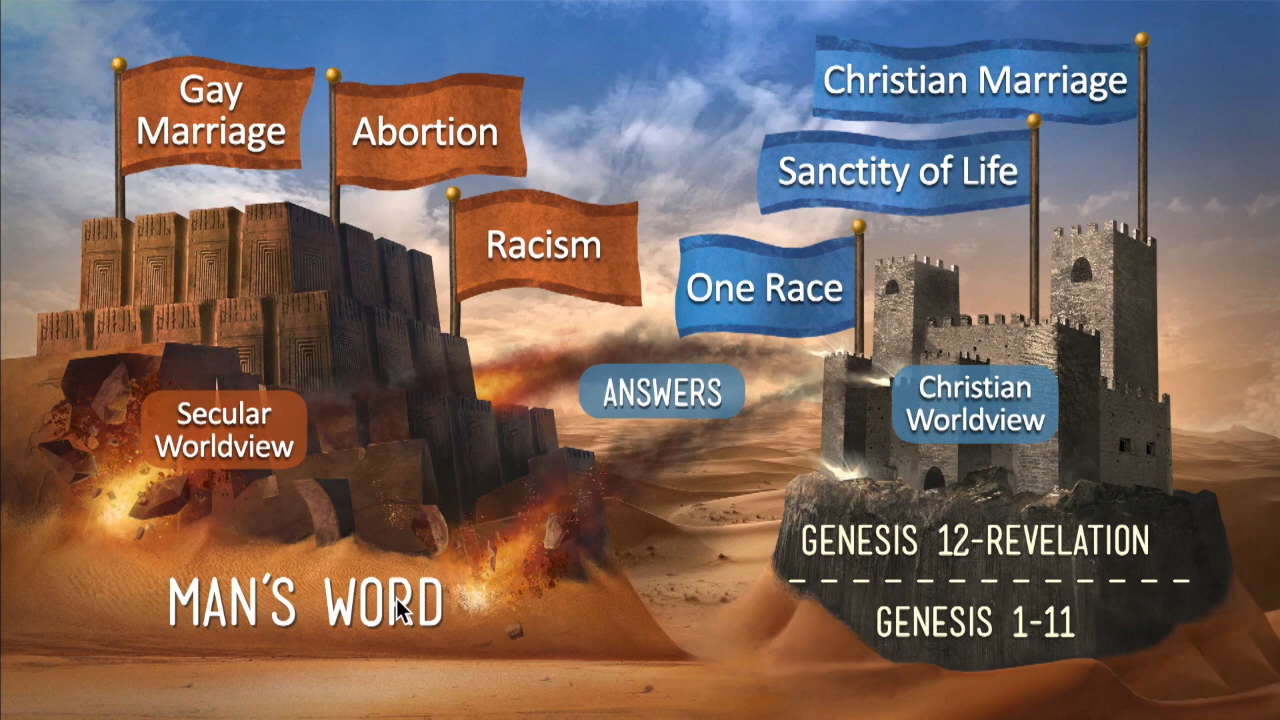 Gay
Marriage
Abortion
Racism
Christian Marriage
Sanctity of Life
One Race
ANSWERS
Secular
Worldview
Christian
Worldview
MAN'S WORD
GENESIS 12-REVELATION
GENESIS 1-11